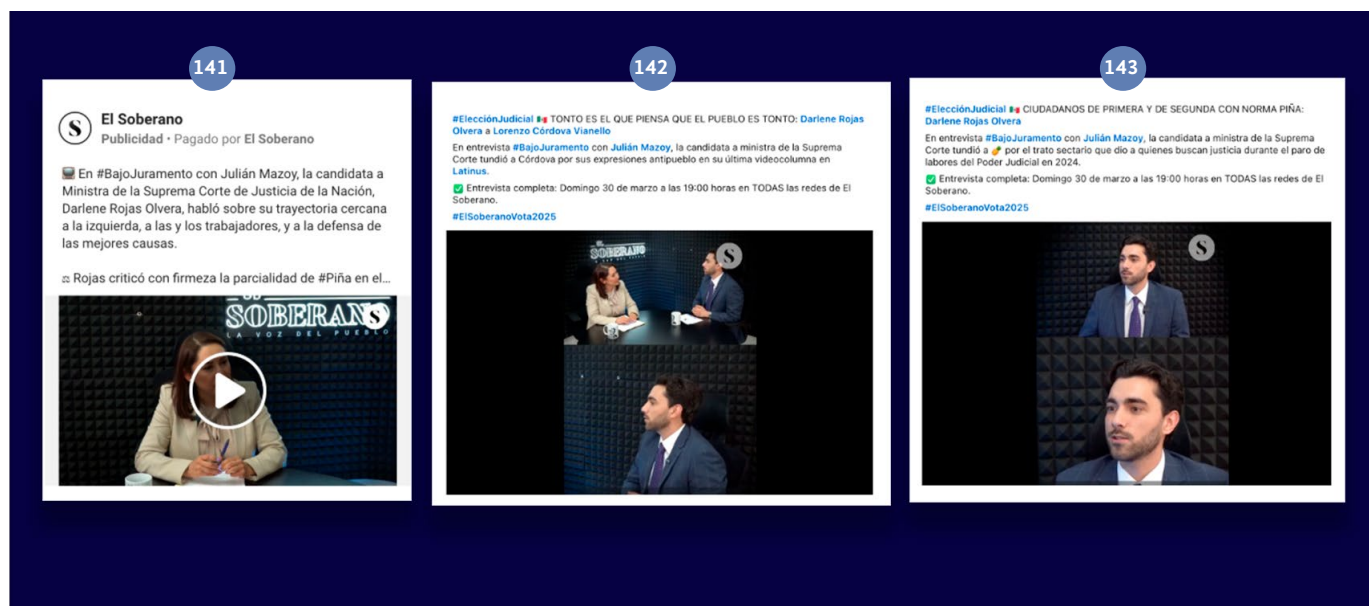 141
S
El Soberano
Publicidad • Pagado por El Soberano
En #BajoJuramento con Julián Mazoy, la candidata a
Ministra de la Suprema Corte de Justicia de la Nación,
Darlene Rojas Olvera, habló sobre su trayectoria cercana
a la izquierda, a las y los trabajadores, y a la defensa de
las mejores causas.
⚖ Rojas criticó con firmeza la parcialidad de #Piña en el...
SOBERANO
LA VOZ DEL PUEBLO
S
142
#ElecciónJudicial 🇲🇽 TONTO ES EL QUE PIENSA QUE EL PUEBLO ES TONTO: Darlene Rojas
Olvera a Lorenzo Córdova Vianello
En entrevista #BajoJuramento con Julián Mazoy, la candidata a ministra de la Suprema
Corte tundió a Córdova por sus expresiones antipueblo en su última videocolumna en
Latinus.
✅ Entrevista completa: Domingo 30 de marzo a las 19:00 horas en TODAS las redes de El
Soberano.
#ElSoberanoVota2025
EL
SOBERANO
S
143
#ElecciónJudicial 🇲🇽 CIUDADANOS DE PRIMERA Y DE SEGUNDA CON NORMA PIÑA:
Darlene Rojas Olvera
En entrevista #BajoJuramento con Julián Mazoy, la candidata a ministra de la Suprema
Corte tundió a 🍍 por el trato sectario que dio a quienes buscan justicia durante el paro de
labores del Poder Judicial en 2024.
✅ Entrevista completa: Domingo 30 de marzo a las 19:00 horas en TODAS las redes de El
Soberano.
#ElSoberanoVota2025
S